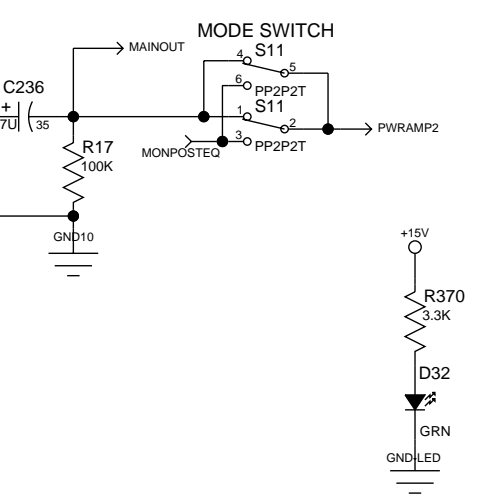 MODE SWITCH
MAINOUT
4
S11
5
C236
6
PP2P2T
+
7U
35
1
S11
2
PWRAMP2
R17
100K
MONPOSTEQ
3
PP2P2T
GND10
+15V
R370
3.3K
D32
GRN
GND-LED